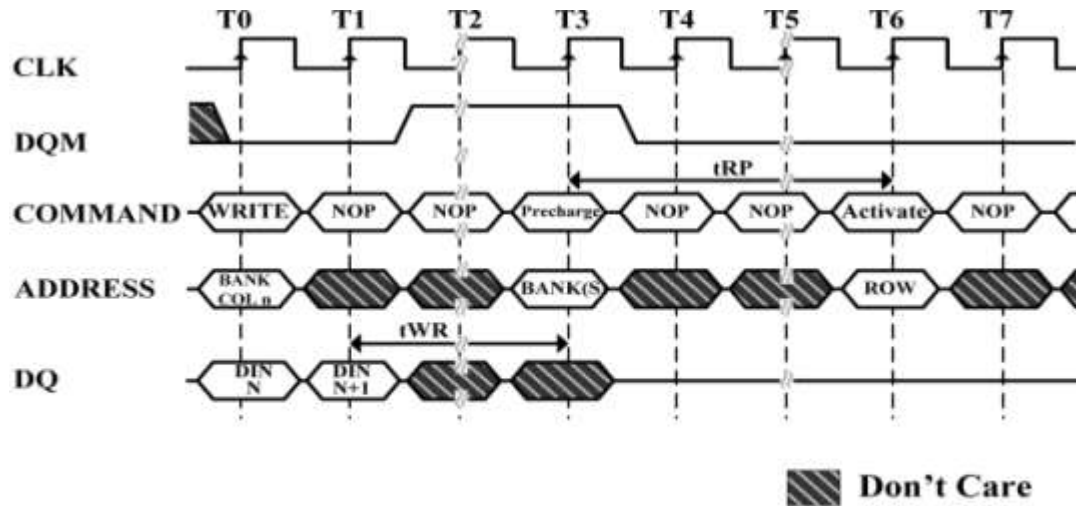 T0 T1 T2 T3 T4 T5 T6 T7
CLK
DQM
tRP
COMMAND WRITE NOP NOP Precharge NOP NOP Activate NOP
ADDRESS BANK COL n BANK(S ROW
tWR
DQ DIN N DIN N+1
Don't Care